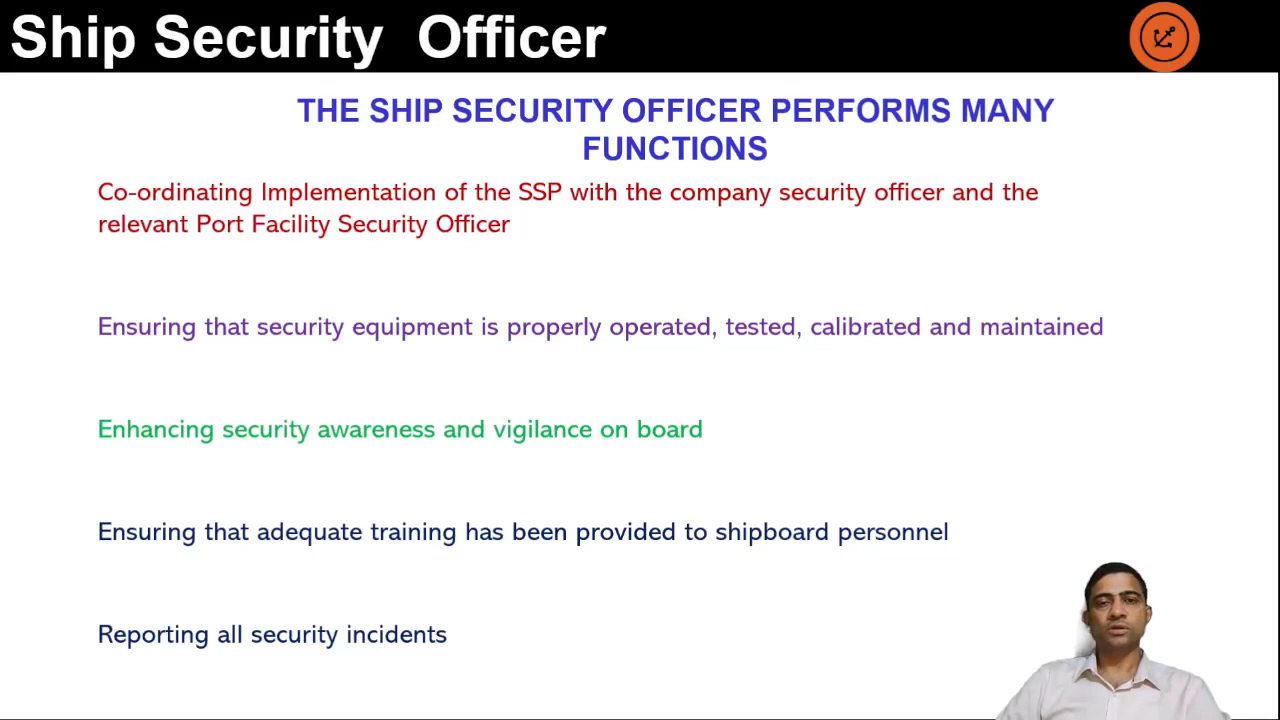 Ship Security Officer
THE SHIP SECURITY OFFICER PERFORMS MANY
FUNCTIONS
Co-ordinating Implementation of the SSP with the company security officer and the
relevant Port Facility Security Officer
Ensuring that security equipment is properly operated, tested, calibrated and maintained
Enhancing security awareness and vigilance on board
Ensuring that adequate training has been provided to shipboard personnel
Reporting all security incidents